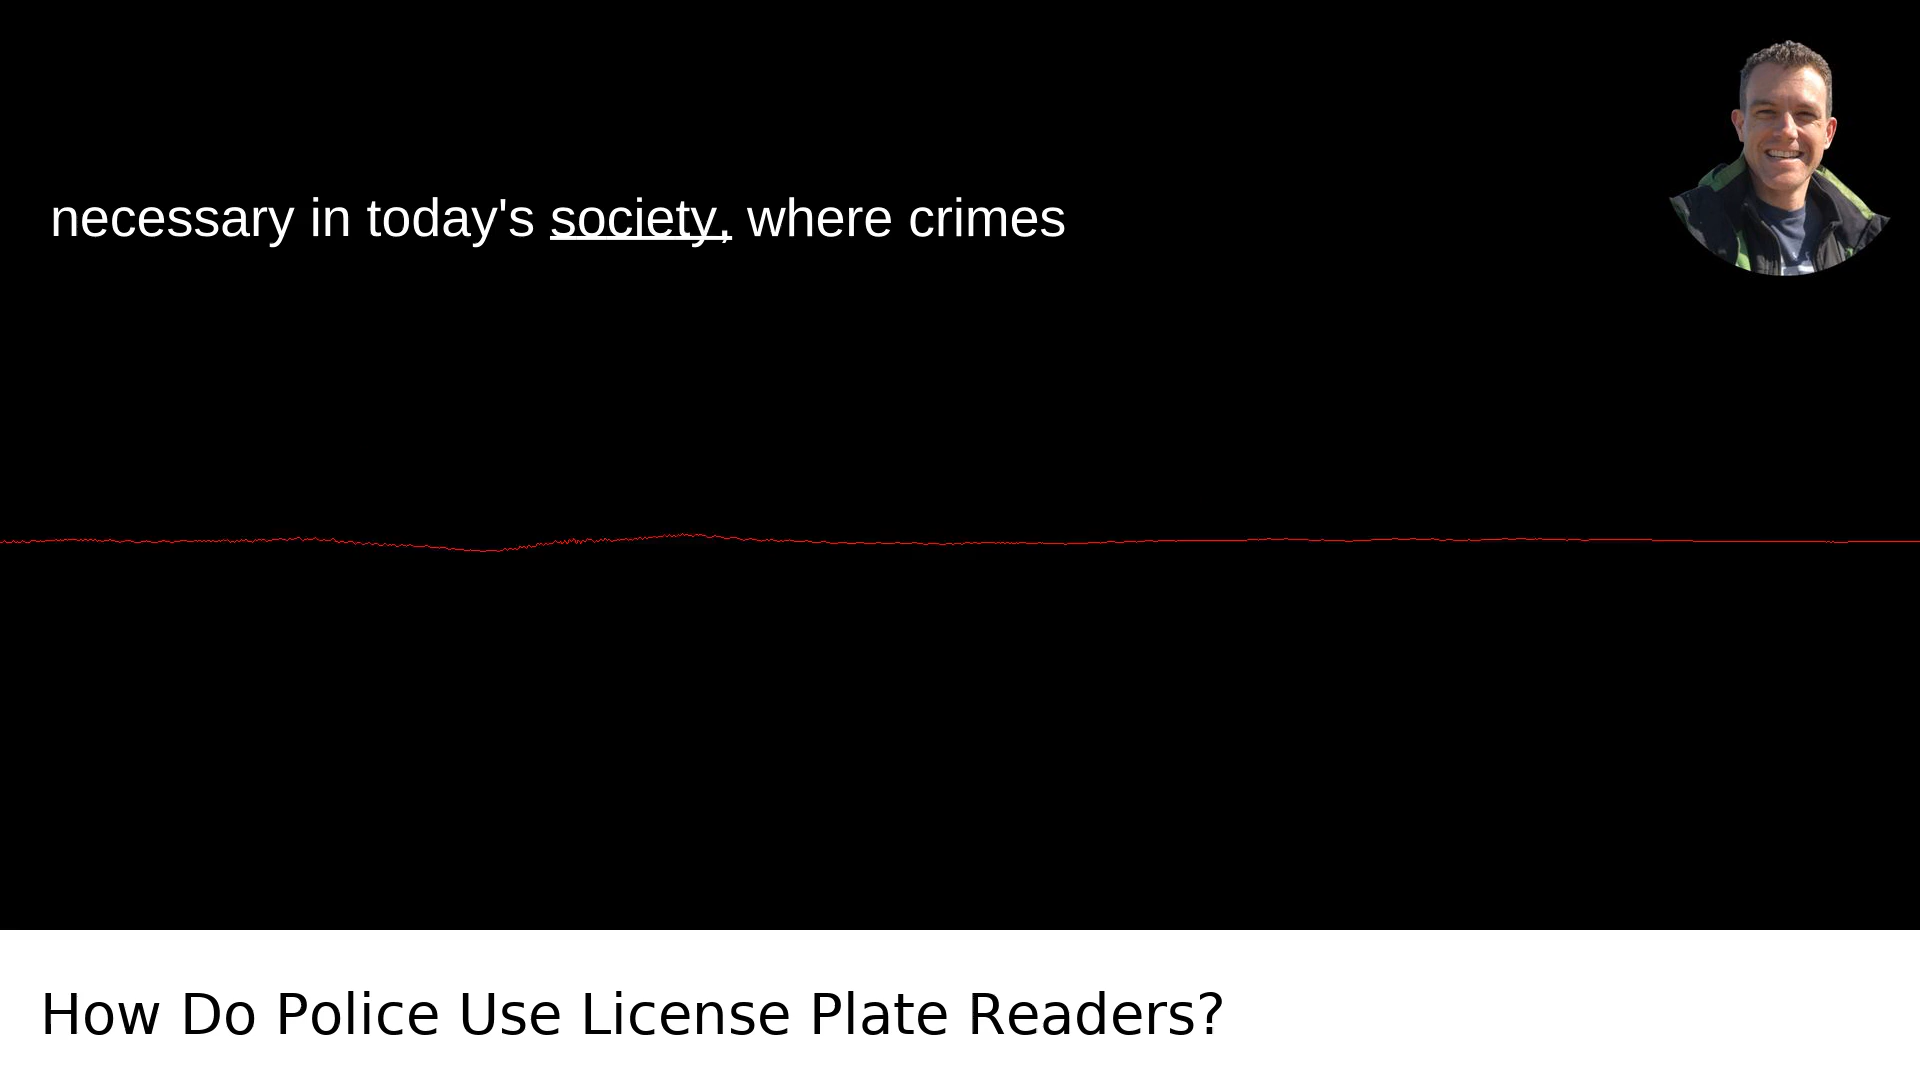 necessary in today's society, where crimes
How Do Police Use License Plate Readers?